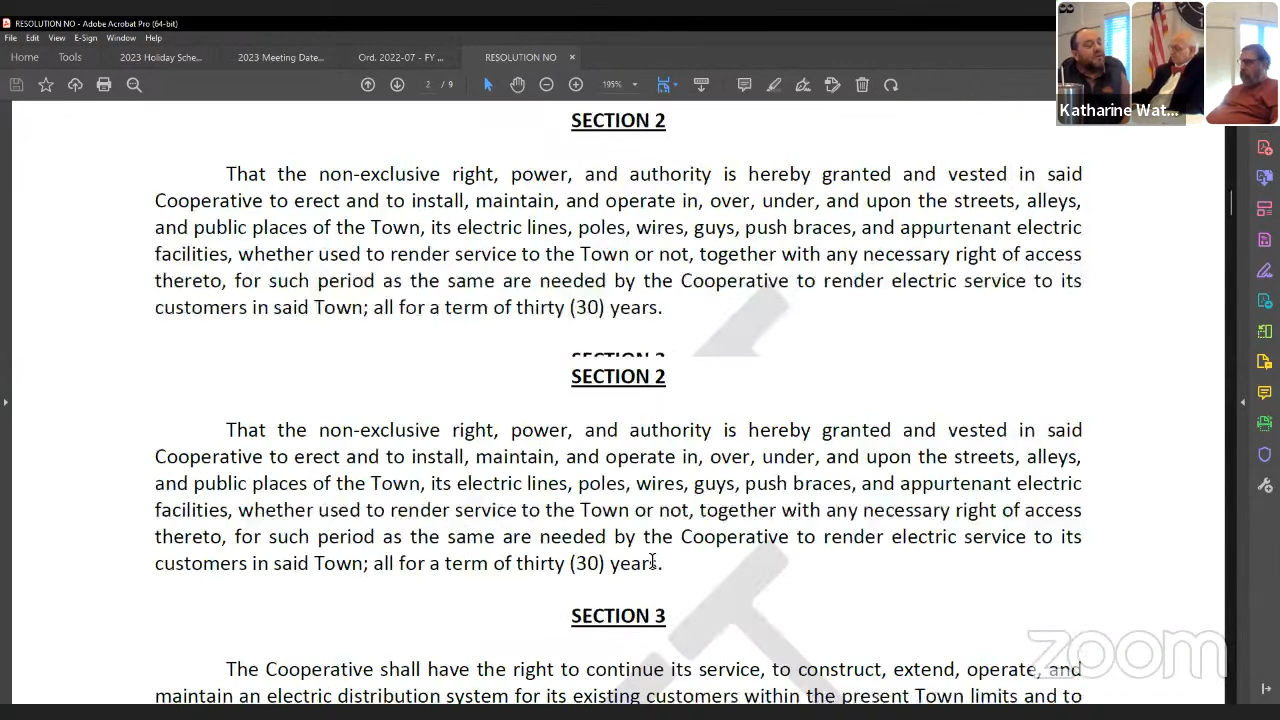 RESOLUTION NO - Adobe Acrobat Pro (64-bit)
File Edit View E-Sign Window Help
Home Tools 2023 Holiday Sche... 2023 Meeting Date... Ord. 2022-07 - FY ... RESOLUTION NO ×
2 / 9 195%
Katharine Wat...
SECTION 2
That the non-exclusive right, power, and authority is hereby granted and vested in said
Cooperative to erect and to install, maintain, and operate in, over, under, and upon the streets, alleys,
and public places of the Town, its electric lines, poles, wires, guys, push braces, and appurtenant electric
facilities, whether used to render service to the Town or not, together with any necessary right of access
thereto, for such period as the same are needed by the Cooperative to render electric service to its
customers in said Town; all for a term of thirty (30) years.
SECTION 2
That the non-exclusive right, power, and authority is hereby granted and vested in said
Cooperative to erect and to install, maintain, and operate in, over, under, and upon the streets, alleys,
and public places of the Town, its electric lines, poles, wires, guys, push braces, and appurtenant electric
facilities, whether used to render service to the Town or not, together with any necessary right of access
thereto, for such period as the same are needed by the Cooperative to render electric service to its
customers in said Town; all for a term of thirty (30) years.
SECTION 3
The Cooperative shall have the right to continue its service, to construct, extend, operate, and
maintain an electric distribution system for its existing customers within the present Town limits and to
zoom